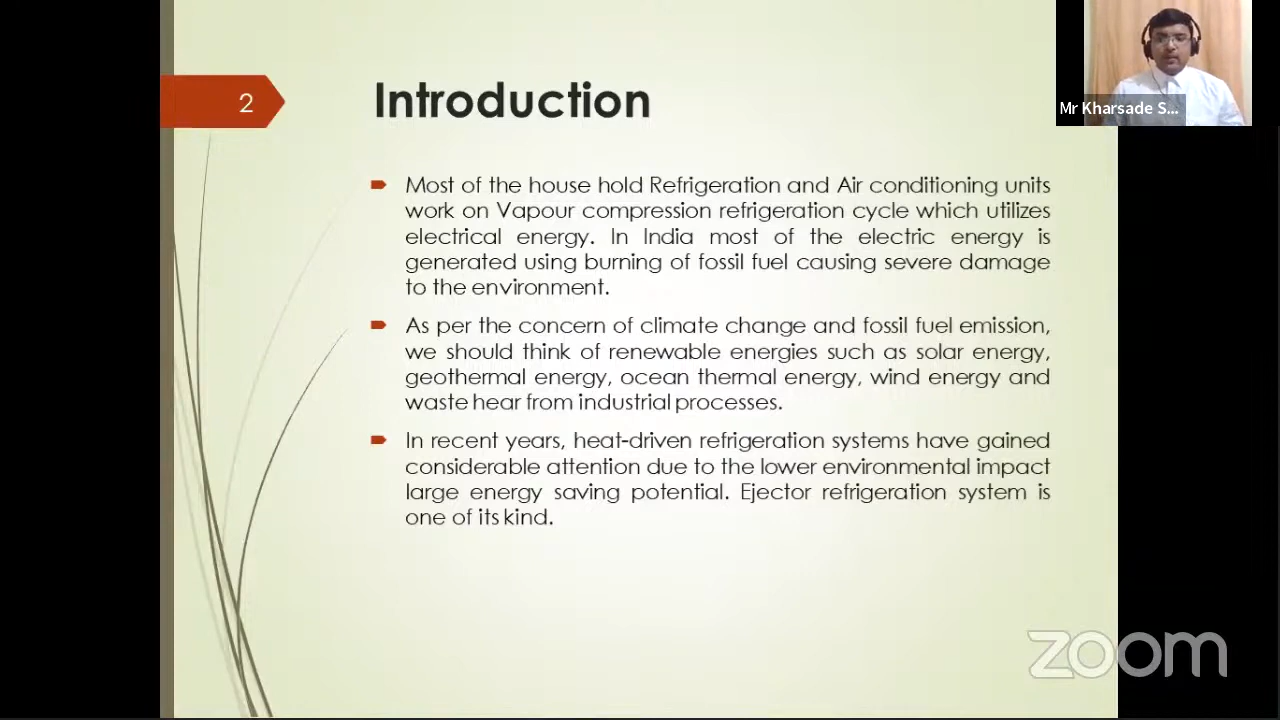 2
Introduction
Mr Kharsade S...
Most of the house hold Refrigeration and Air conditioning units
work on Vapour compression refrigeration cycle which utilizes
electrical energy. In India most of the electric energy is
generated using burning of fossil fuel causing severe damage
to the environment.
As per the concern of climate change and fossil fuel emission,
we should think of renewable energies such as solar energy,
geothermal energy, ocean thermal energy, wind energy and
waste hear from industrial processes.
In recent years, heat-driven refrigeration systems have gained
considerable attention due to the lower environmental impact
large energy saving potential. Ejector refrigeration system is
one of its kind.
zoom